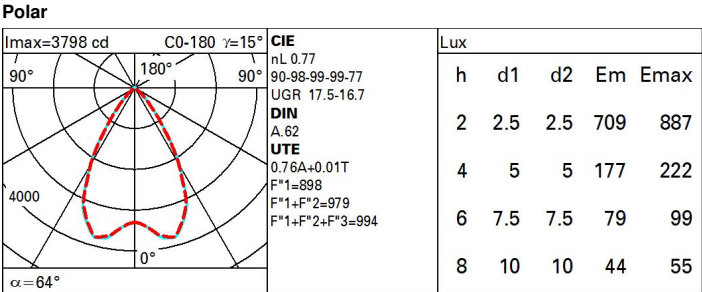 Polar
Imax=3798 cd C0-180 γ=15°
90° 180° 90°
4000
0°
α=64°
CIE
nL 0.77
90-98-99-99-77
UGR 17.5-16.7
DIN
A.62
UTE
0.76A+0.01T
F"1=898
F"1+F"2=979
F"1+F"2+F"3=994
Lux
h d1 d2 Em Emax
2 2.5 2.5 709 887
4 5 5 177 222
6 7.5 7.5 79 99
8 10 10 44 55